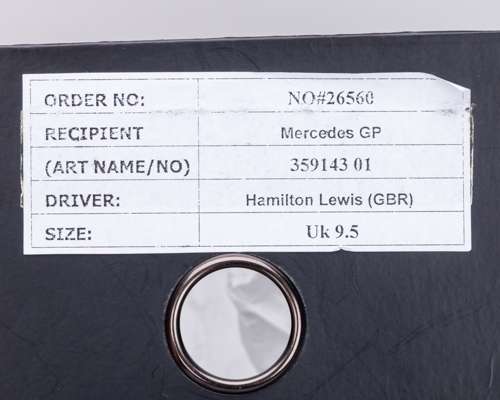 ORDER NO: NO#26560
RECIPIENT Mercedes GP
(ART NAME/NO) 359143 01
DRIVER: Hamilton Lewis (GBR)
SIZE: Uk 9.5